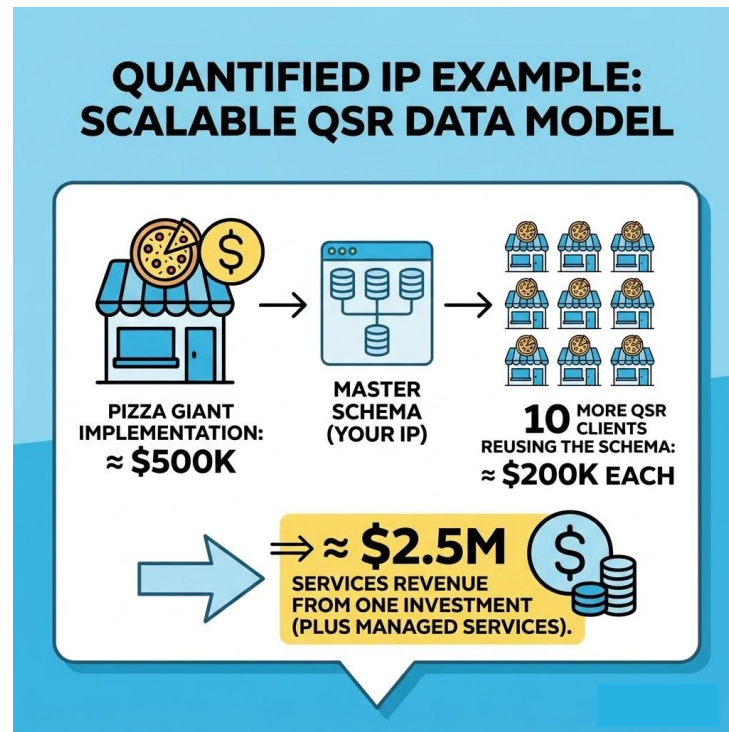 QUANTIFIED IP EXAMPLE:
SCALABLE QSR DATA MODEL
$
PIZZA GIANT
IMPLEMENTATION:
≈ $500K
MASTER
SCHEMA
(YOUR IP)
10 MORE QSR
CLIENTS
REUSING THE SCHEMA:
≈ $200K EACH
⇒ ≈ $2.5M
$
SERVICES REVENUE
FROM ONE INVESTMENT
(PLUS MANAGED SERVICES).